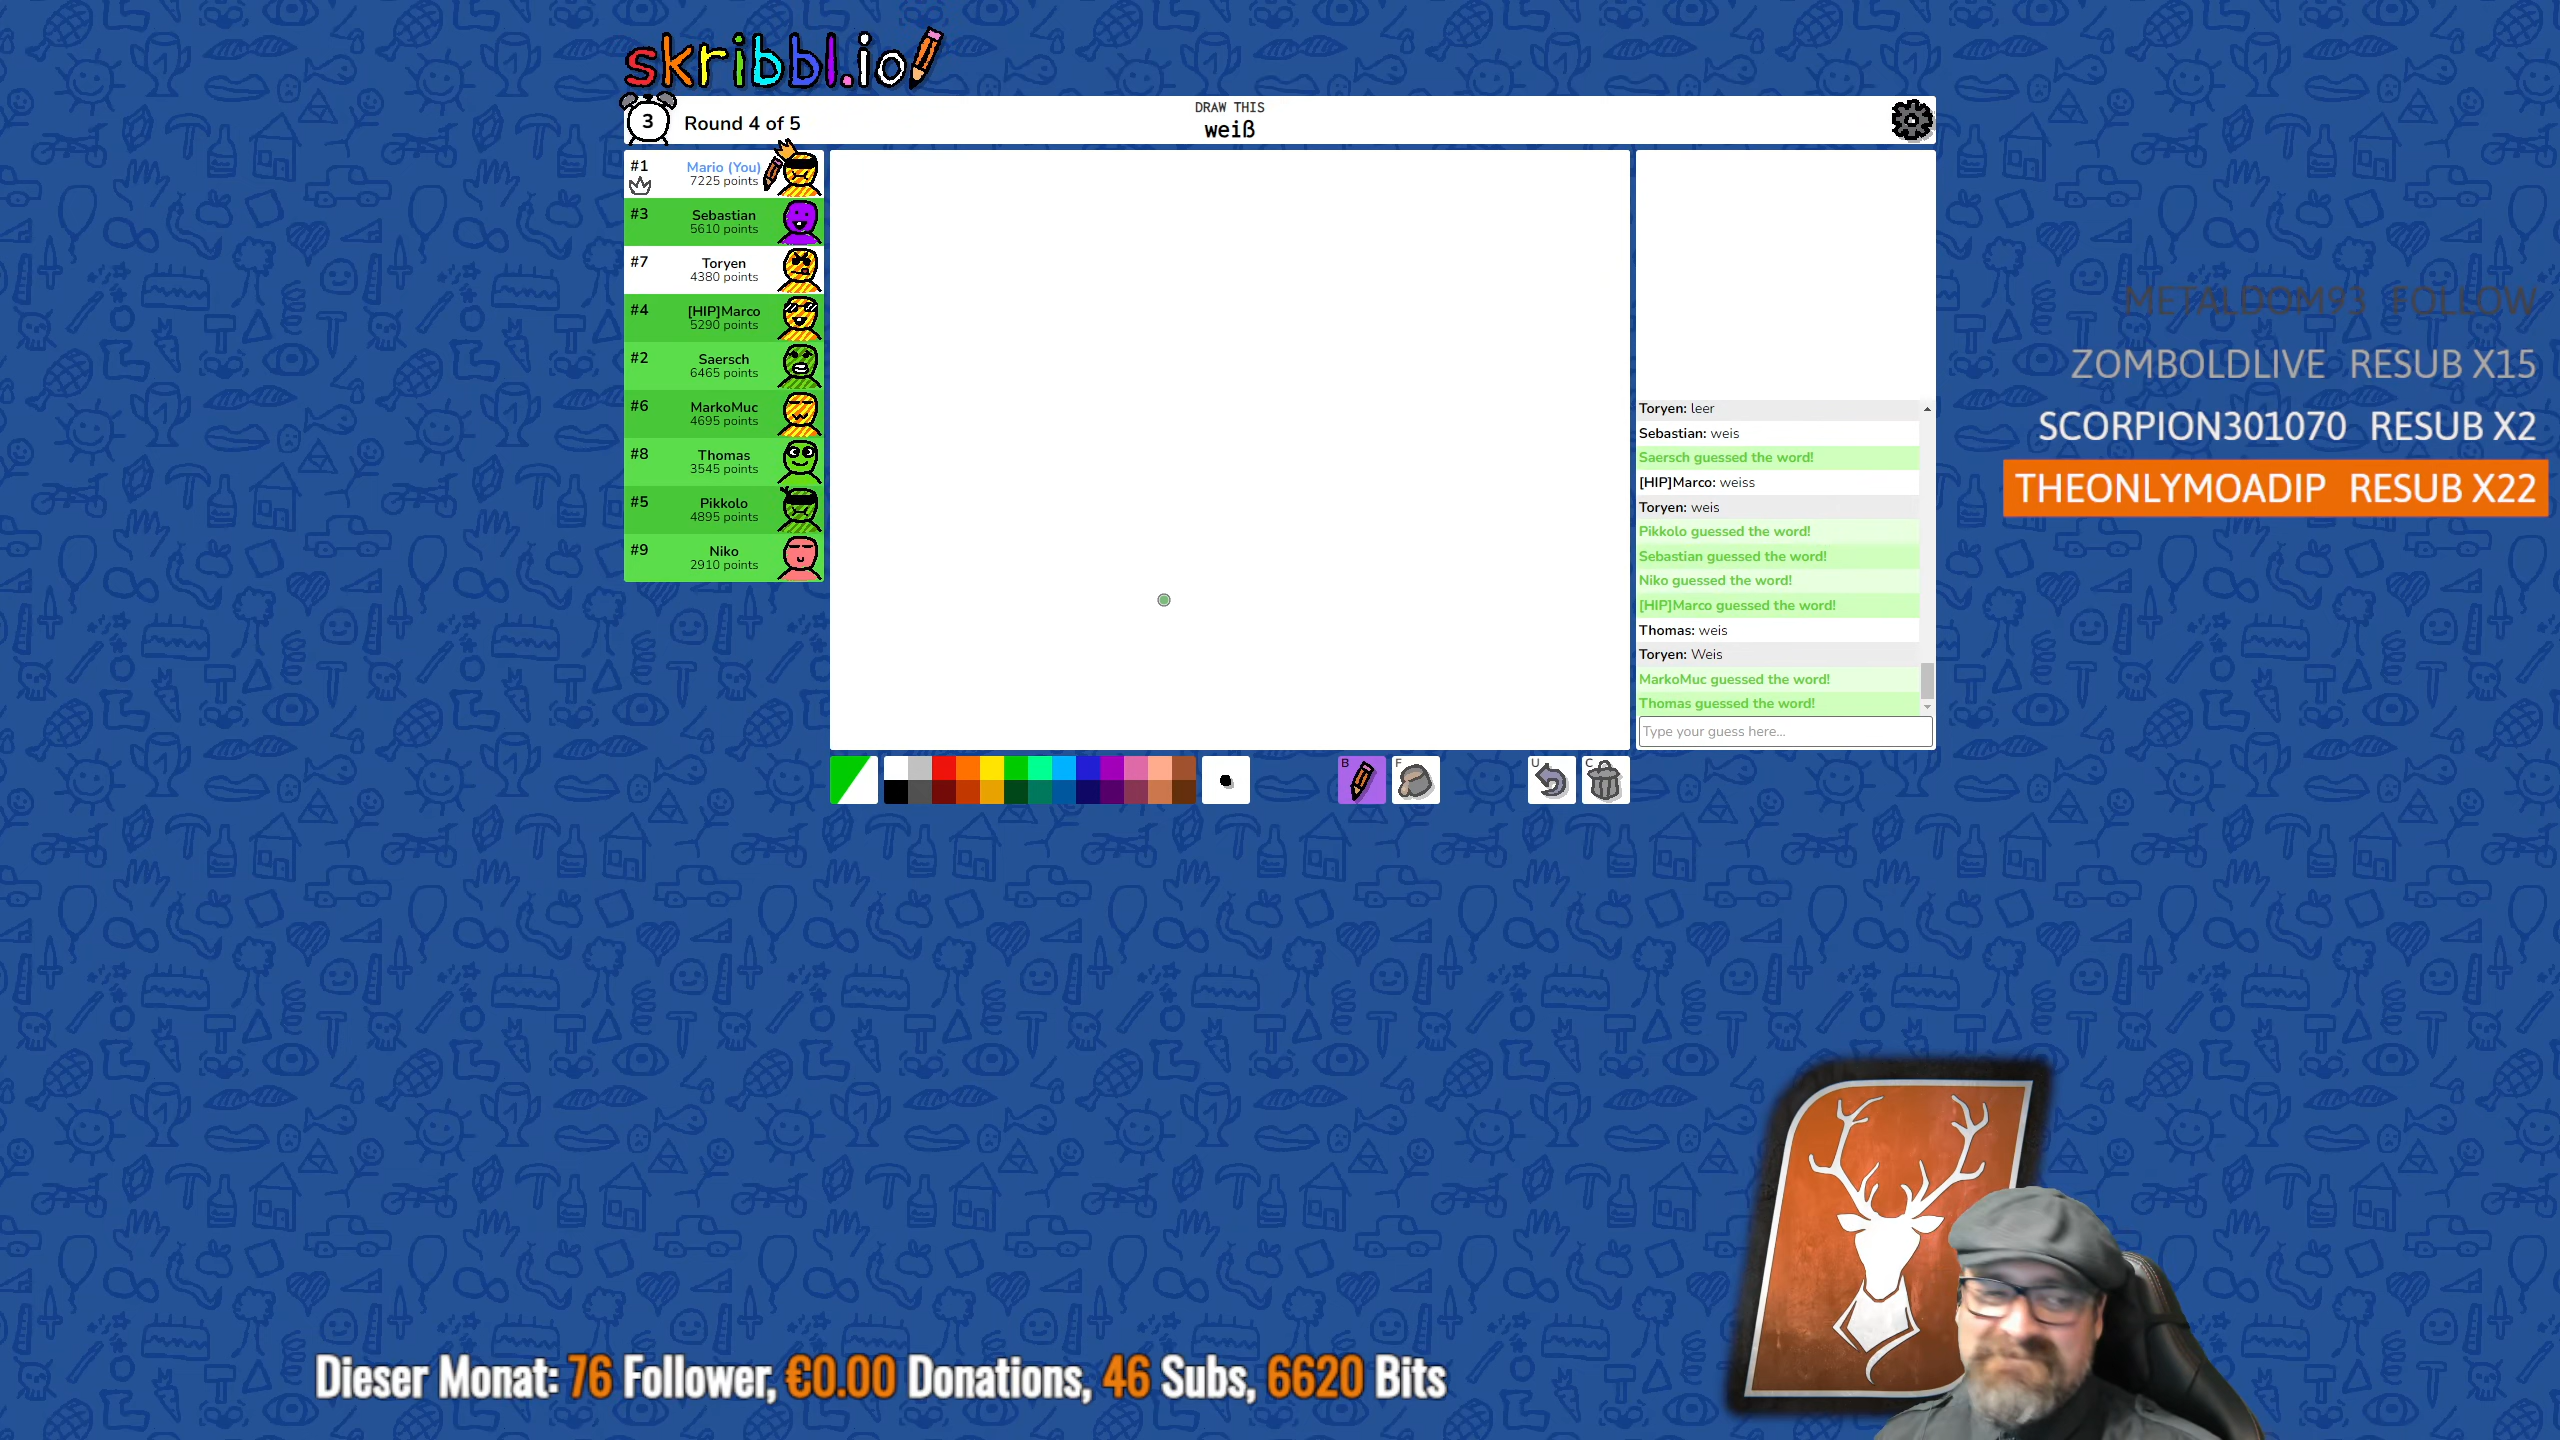 skribbl.io
3
Round 4 of 5
DRAW THIS
weiß
#1
Mario (You)
7225 points
#3
Sebastian
5610 points
#7
Toryen
4380 points
#4
[HIP]Marco
5290 points
#2
Saersch
6465 points
#6
MarkoMuc
4695 points
#8
Thomas
3545 points
#5
Pikkolo
4895 points
#9
Niko
2910 points
Toryen: leer
Sebastian: weis
Saersch guessed the word!
[HIP]Marco: weiss
Toryen: weis
Pikkolo guessed the word!
Sebastian guessed the word!
Niko guessed the word!
[HIP]Marco guessed the word!
Thomas: weis
Toryen: Weis
MarkoMuc guessed the word!
Thomas guessed the word!
Type your guess here...
B
F
U
C
METALDOM93 FOLLOW
ZOMBOLDLIVE RESUB X15
SCORPION301070 RESUB X2
THEONLYMOADIP RESUB X22
Dieser Monat: 76 Follower, €0.00 Donations, 46 Subs, 6620 Bits